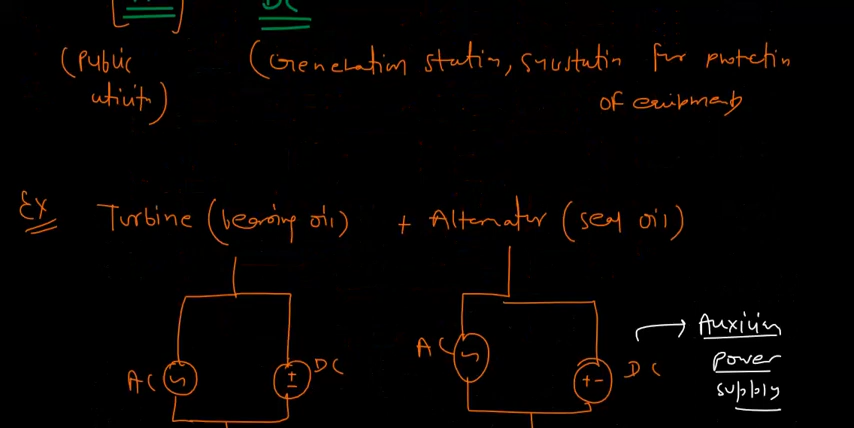 DC
(Public (Generation station, substation for protection
utility) of equipment
Ex Turbine (bearing oil) + Alternator (seal oil)
AC DC AC DC
Auxiliary
power
supply